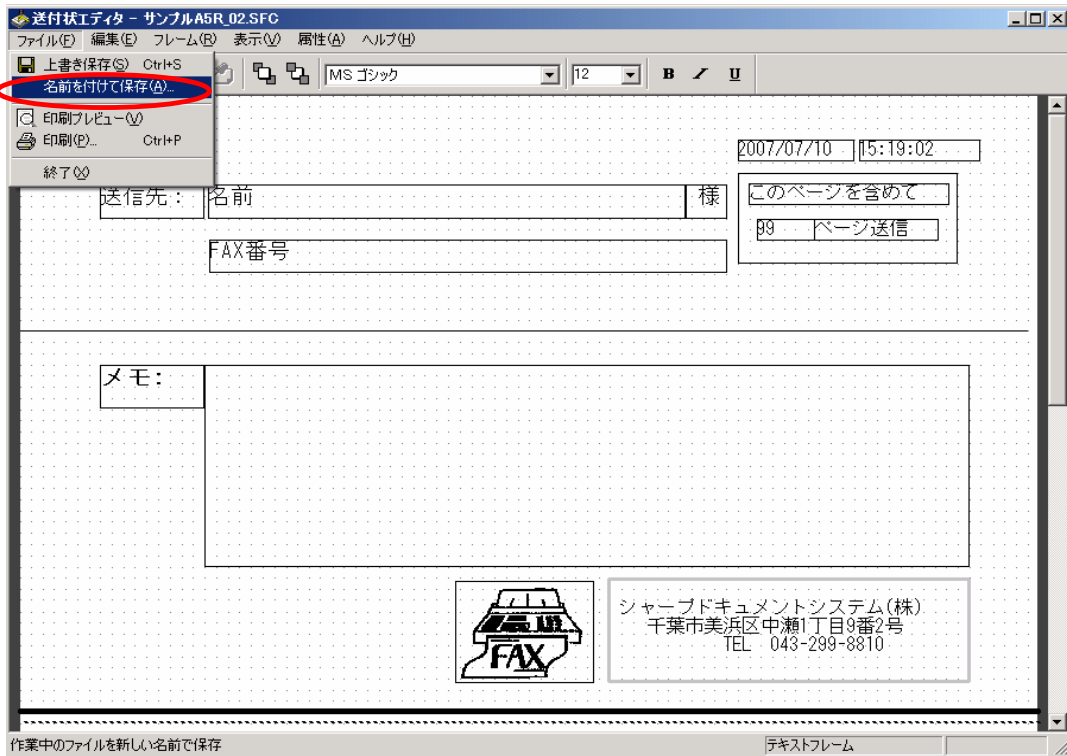 送付状エディタ - サンプルA5R_02.SFC
ファイル(F) 編集(E) フレーム(R) 表示(V) 属性(A) ヘルプ(H)
上書き保存(S) Ctrl+S
名前を付けて保存(A)...
印刷プレビュー(V)
印刷(P)... Ctrl+P
終了(X)
MS ゴシック 12 B I U
2007/07/10 15:19:02
送信先: 名前 様
このページを含めて
99 ページ送信
FAX番号
メモ:
FAX
シャープドキュメントシステム(株)
千葉市美浜区中瀬1丁目9番2号
TEL 043-299-8810
作業中のファイルを新しい名前で保存
テキストフレーム